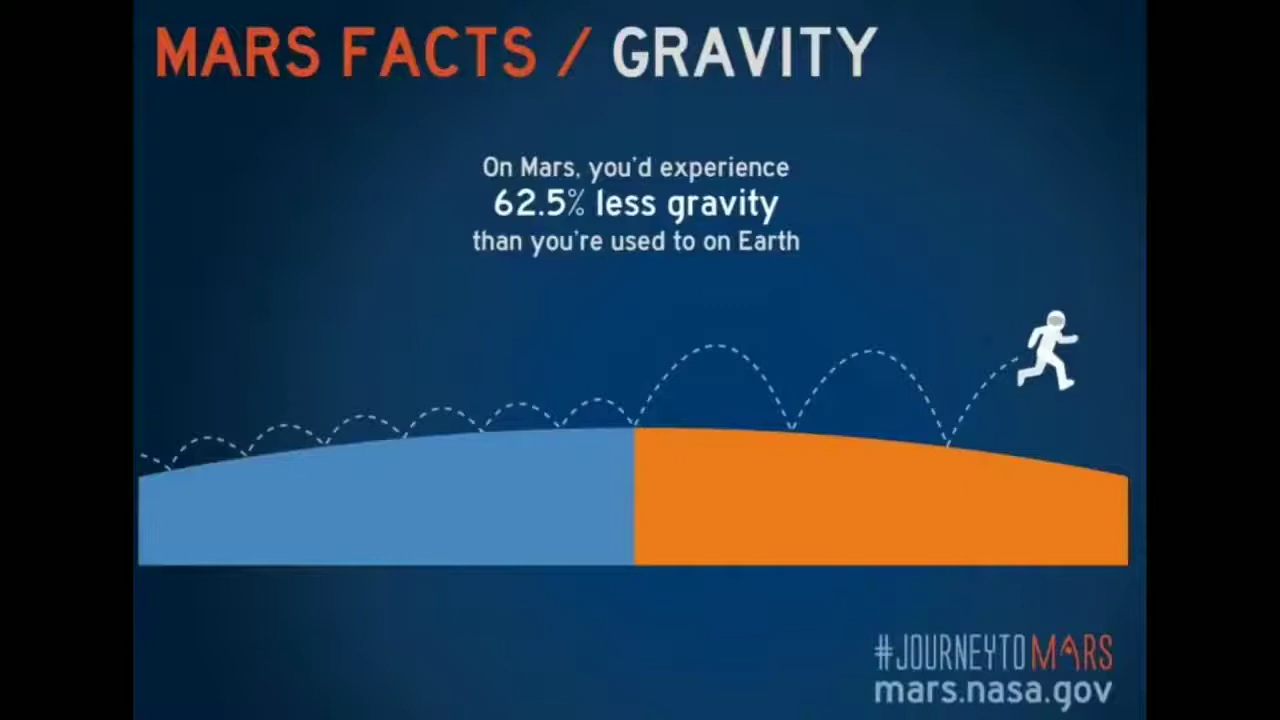 MARS FACTS / GRAVITY
On Mars, you'd experience
62.5% less gravity
than you're used to on Earth
#JOURNEYTOMARS
mars.nasa.gov